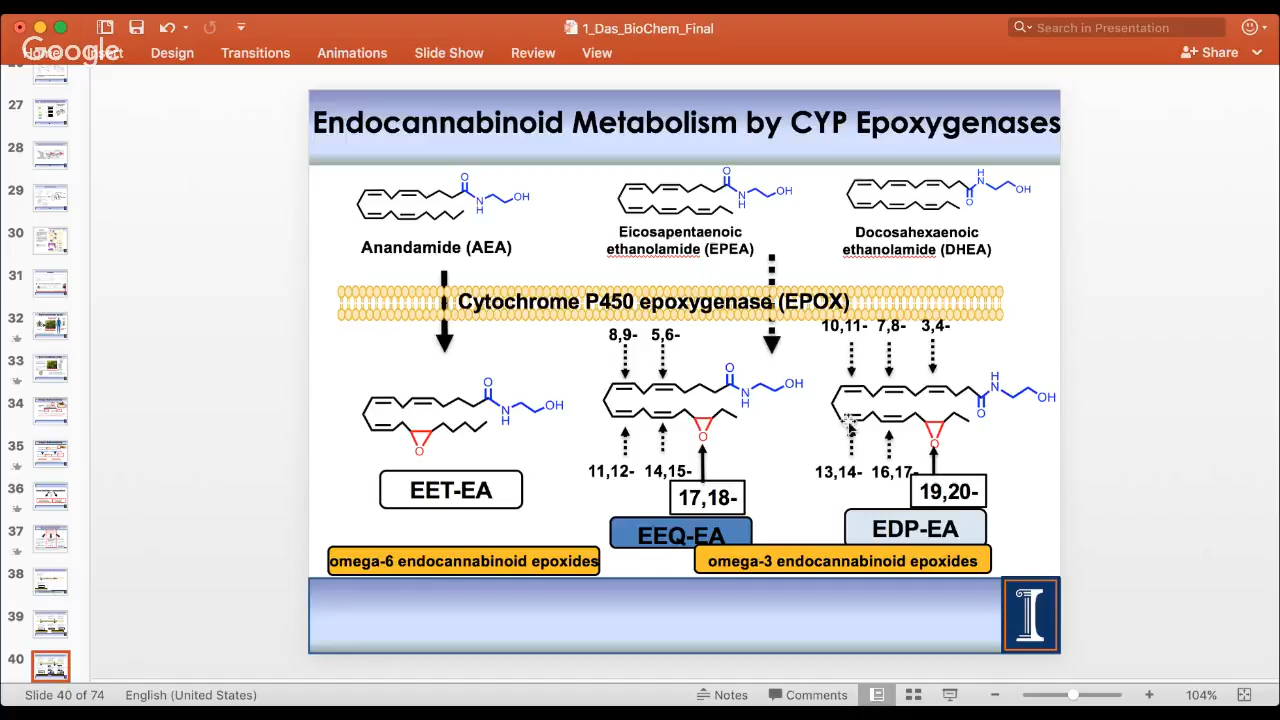 1_Das_BioChem_Final
Search in Presentation
Google
Design Transitions Animations Slide Show Review View
Share
27
28
29
30
31
32
33
34
35
36
37
38
39
40
Endocannabinoid Metabolism by CYP Epoxygenases
O
N
H
OH
O
N
H
OH
H
N
O
OH
Anandamide (AEA)
Eicosapentaenoic
ethanolamide (EPEA)
Docosahexaenoic
ethanolamide (DHEA)
Cytochrome P450 epoxygenase (EPOX)
8,9- 5,6-
10,11- 7,8- 3,4-
O
N
H
OH
O
O
N
H
OH
O
H
N
O
OH
O
11,12- 14,15-
13,14- 16,17-
17,18-
19,20-
EET-EA
EEQ-EA
EDP-EA
omega-6 endocannabinoid epoxides
omega-3 endocannabinoid epoxides
I
Slide 40 of 74 English (United States) Notes Comments 104%